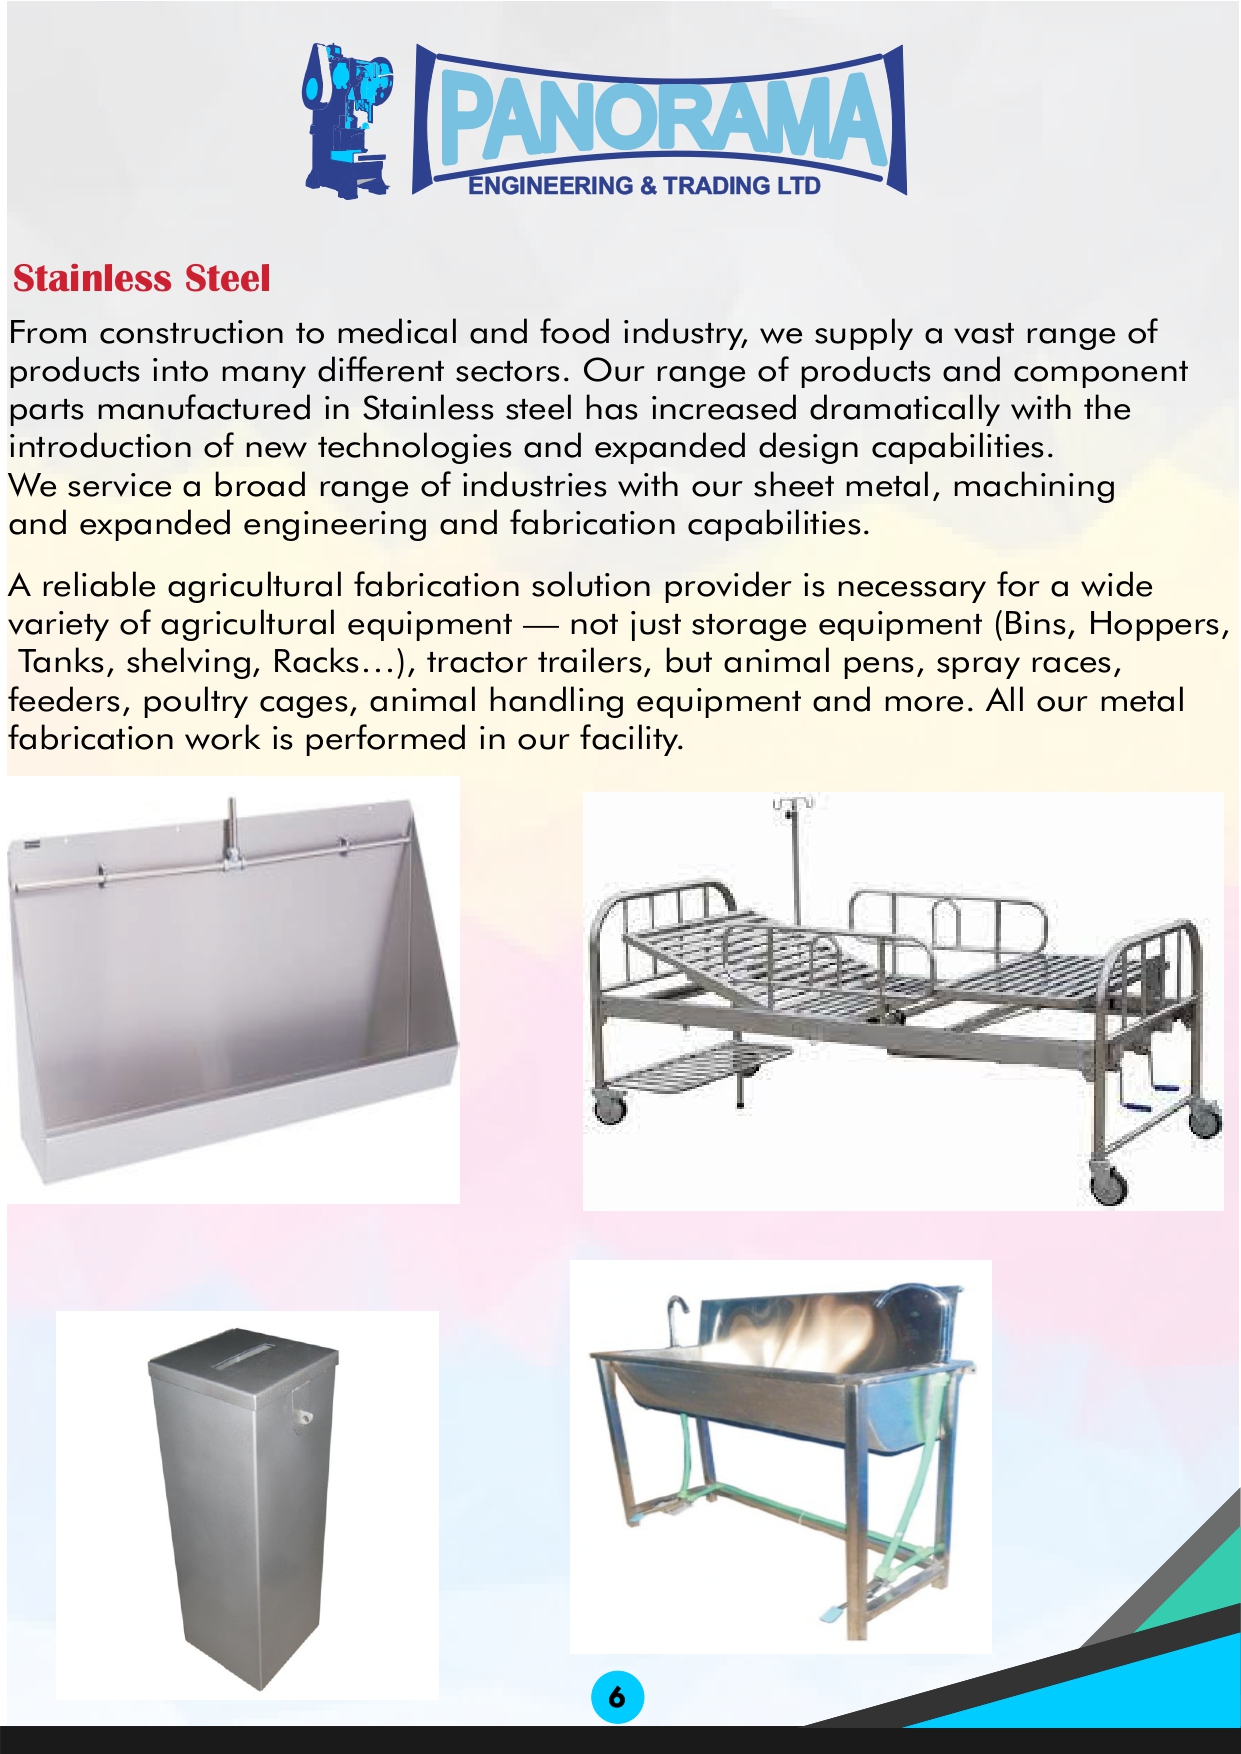 PANORAMA
ENGINEERING & TRADING LTD
Stainless Steel
From construction to medical and food industry, we supply a vast range of
products into many different sectors. Our range of products and component
parts manufactured in Stainless steel has increased dramatically with the
introduction of new technologies and expanded design capabilities.
We service a broad range of industries with our sheet metal, machining
and expanded engineering and fabrication capabilities.
A reliable agricultural fabrication solution provider is necessary for a wide
variety of agricultural equipment — not just storage equipment (Bins, Hoppers,
Tanks, shelving, Racks...), tractor trailers, but animal pens, spray races,
feeders, poultry cages, animal handling equipment and more. All our metal
fabrication work is performed in our facility.
6